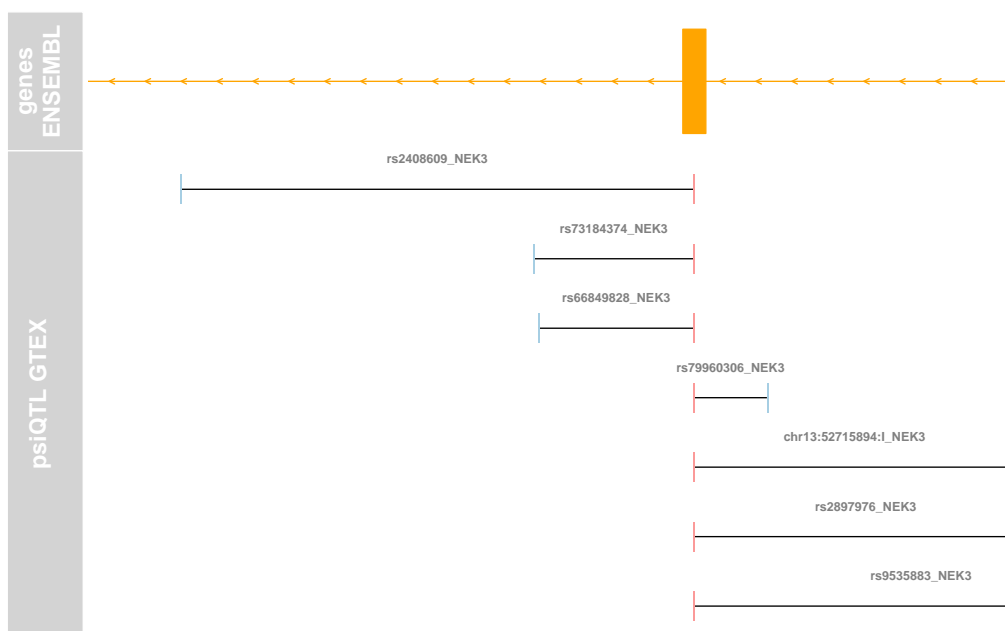 genes
ENSEMBL
psiQTL GTEX
rs2408609_NEK3
rs73184374_NEK3
rs66849828_NEK3
rs79960306_NEK3
chr13:52715894:I_NEK3
rs2897976_NEK3
rs9535883_NEK3